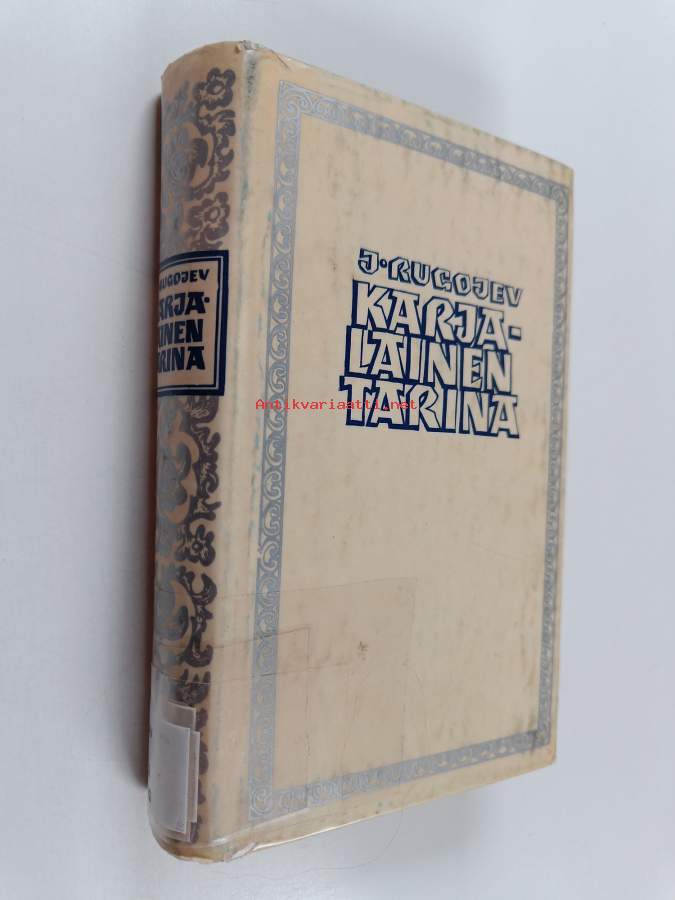 J. RUGOJEV
KARJA-
LAINEN
TARINA
RUGOJEV
KARJA-
LAINEN
TARINA
Antikvariaatti.net